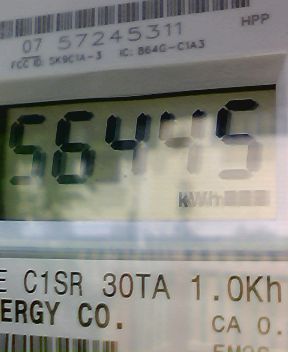 HPP
07 57245311
FCC ID: SK9C1A-3 IC: 864G-C1A3
56445
kWh
E C1SR 30TA 1.0Kh
ERGY CO.
CA 0.